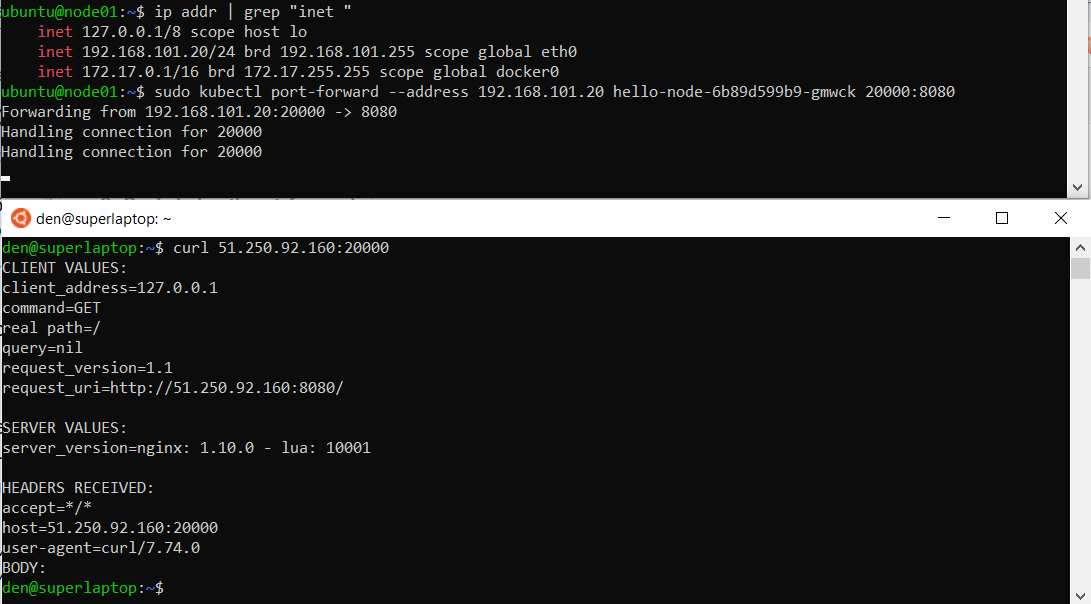 ubuntu@node01:~$ ip addr | grep "inet "
    inet 127.0.0.1/8 scope host lo
    inet 192.168.101.20/24 brd 192.168.101.255 scope global eth0
    inet 172.17.0.1/16 brd 172.17.255.255 scope global docker0
ubuntu@node01:~$ sudo kubectl port-forward --address 192.168.101.20 hello-node-6b89d599b9-gmwck 20000:8080
Forwarding from 192.168.101.20:20000 -> 8080
Handling connection for 20000
Handling connection for 20000
den@superlaptop: ~
den@superlaptop:~$ curl 51.250.92.160:20000
CLIENT VALUES:
client_address=127.0.0.1
command=GET
real path=/
query=nil
request_version=1.1
request_uri=http://51.250.92.160:8080/

SERVER VALUES:
server_version=nginx: 1.10.0 - lua: 10001

HEADERS RECEIVED:
accept=*/*
host=51.250.92.160:20000
user-agent=curl/7.74.0
BODY:
den@superlaptop:~$